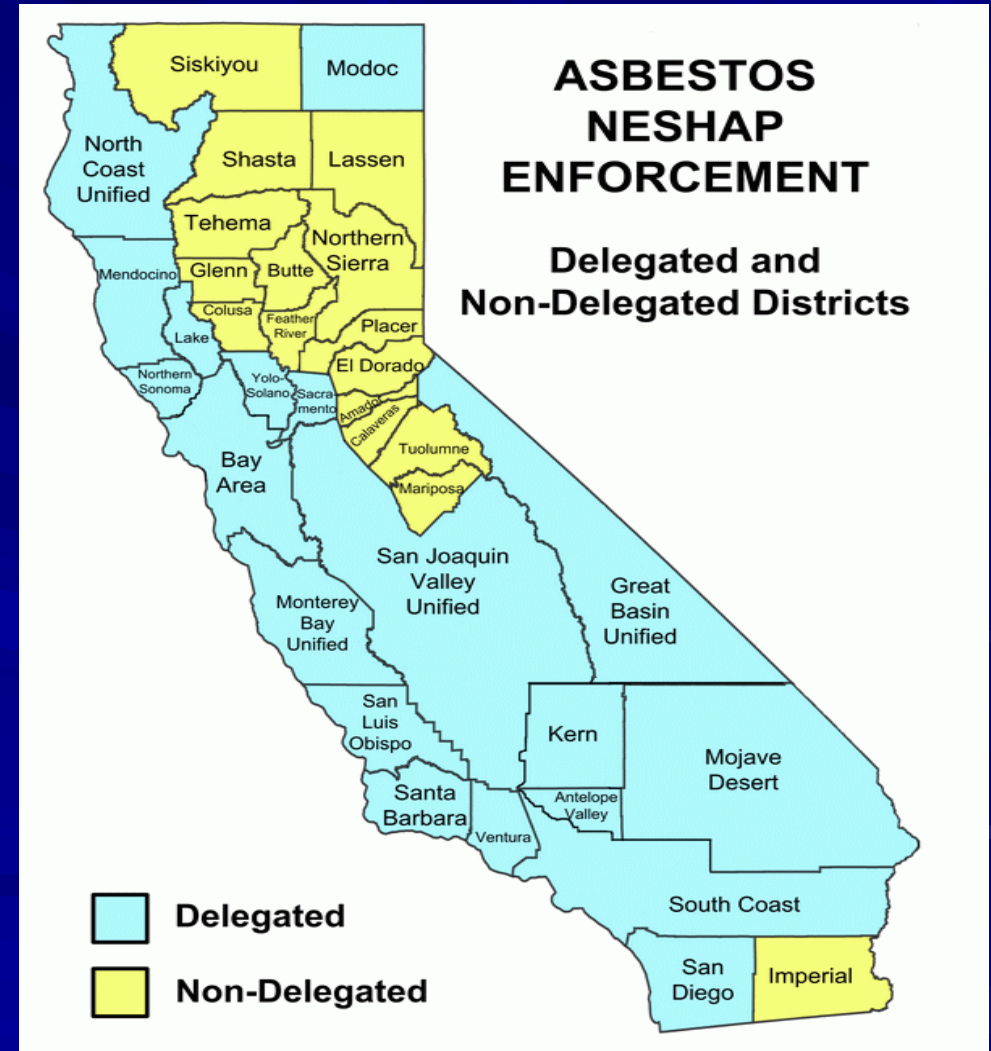 ASBESTOS
NESHAP
ENFORCEMENT
Delegated and
Non-Delegated Districts
Siskiyou
Modoc
North
Coast
Unified
Shasta
Lassen
Tehema
Northern
Sierra
Mendocino
Glenn
Butte
Colusa
Feather
River
Placer
Lake
El Dorado
Northern
Sonoma
Yolo-
Solano
Sacra-
mento
Amador
Calaveras
Tuolumne
Mariposa
Bay
Area
San Joaquin
Valley
Unified
Great
Basin
Unified
Monterey
Bay
Unified
San
Luis
Obispo
Kern
Mojave
Desert
Santa
Barbara
Antelope
Valley
Ventura
South Coast
San
Diego
Imperial
Delegated
Non-Delegated